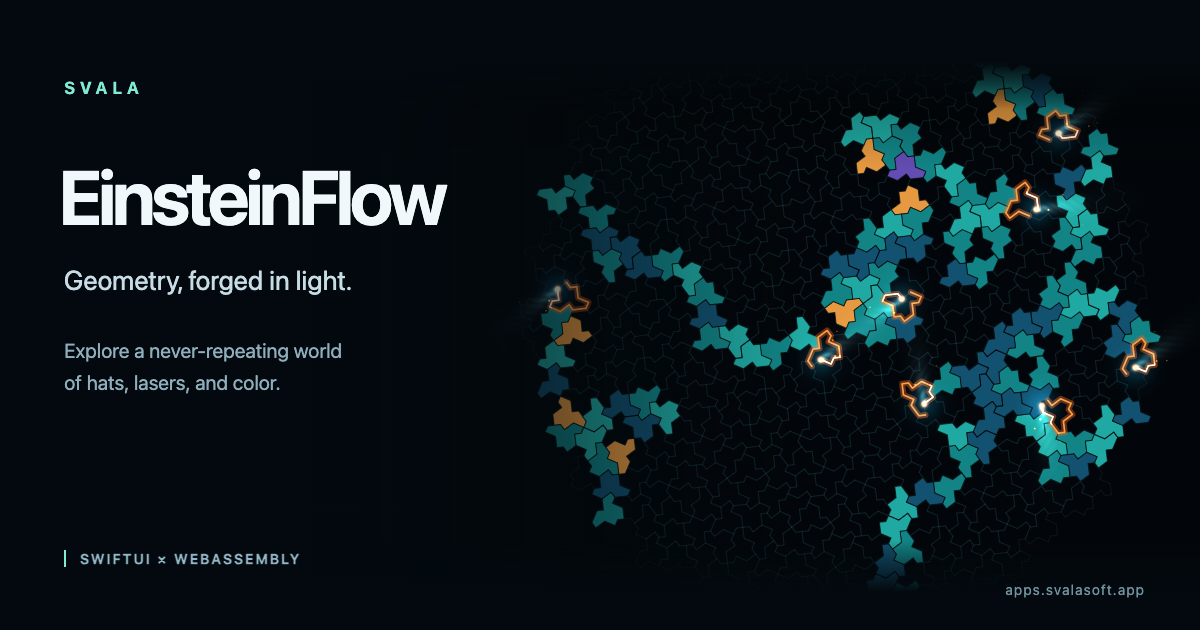 SVALA
EinsteinFlow
Geometry, forged in light.
Explore a never-repeating world
of hats, lasers, and color.
SWIFTUI × WEBASSEMBLY
apps.svalasoft.app